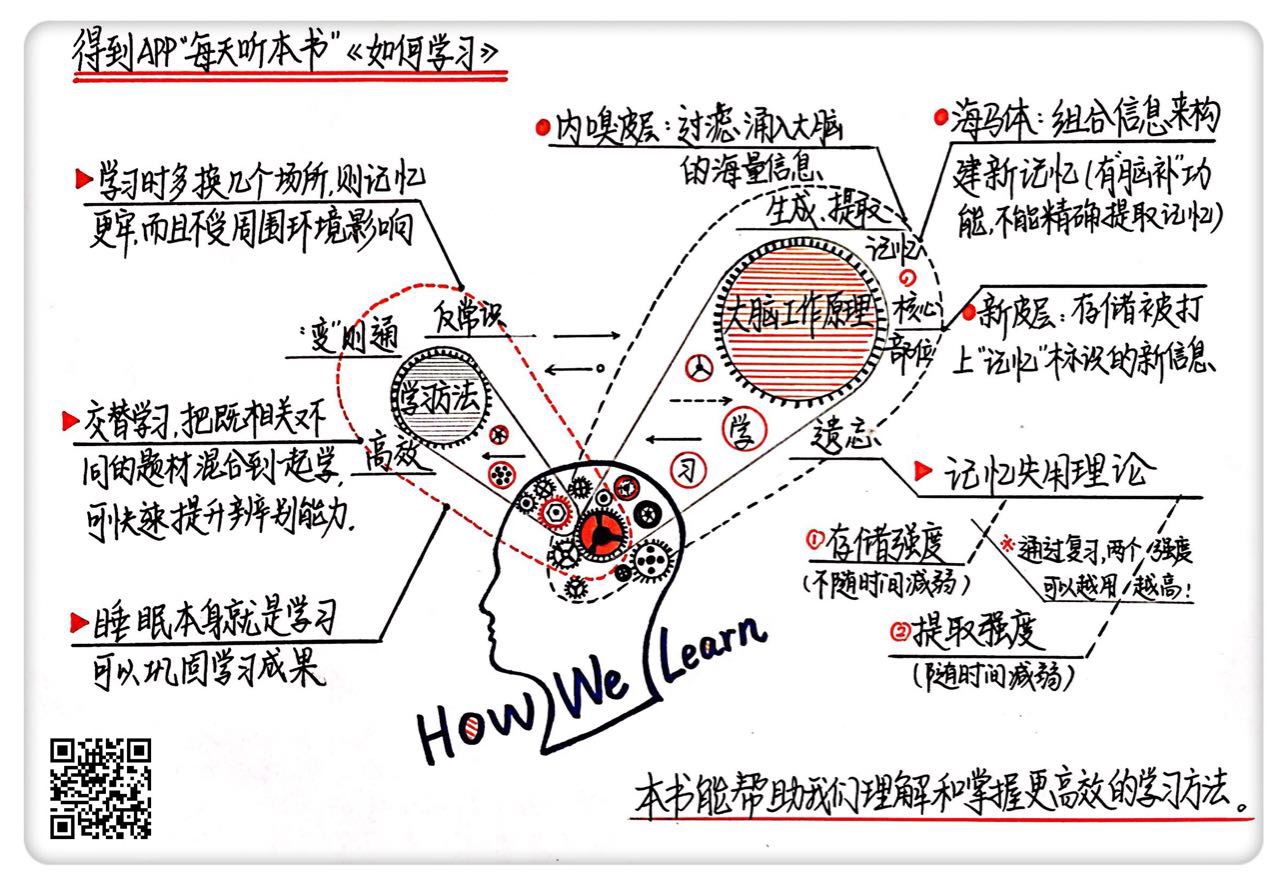 得到APP“每天听本书”《如何学习》
内嗅皮层：过滤涌入大脑
的海量信息
海马体：组合信息来构
建新记忆(有“脑补”功
能，不能精确提取记忆)
新皮层：存储被打
上“记忆”标识的新信息
生成、提取
记忆
核心
部位
大脑工作原理
学
习
遗忘
记忆失用理论
①存储强度
(不随时间减弱)
②提取强度
(随时间减弱)
※通过复习，两个强度
可以越用越高！
学习时多换几个场所，则记忆
更牢，而且不受周围环境影响
反常识
“变”则通
学习方法
高效
交替学习，把既相关又不
同的题材混合到一起学，
可快速提升辨别能力.
睡眠本身就是学习
可以巩固学习成果
How We Learn
本书能帮助我们理解和掌握更高效的学习方法。